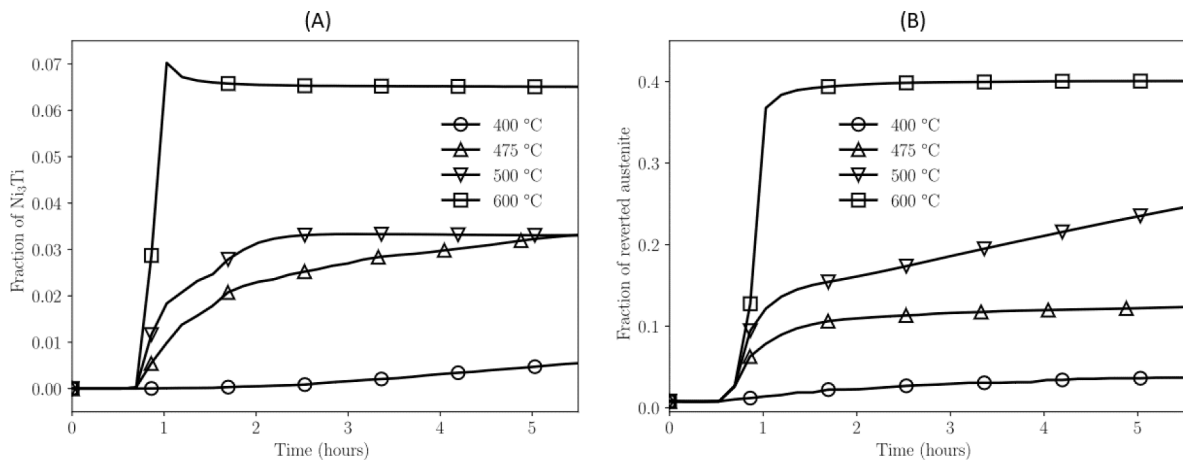 (A)
0.07
0.06
0.05
0.04
0.03
0.02
0.01
0.00
Fraction of Ni₃Ti
400 °C
475 °C
500 °C
600 °C
0 1 2 3 4 5
Time (hours)
(B)
0.4
0.3
0.2
0.1
0.0
Fraction of reverted austenite
400 °C
475 °C
500 °C
600 °C
0 1 2 3 4 5
Time (hours)